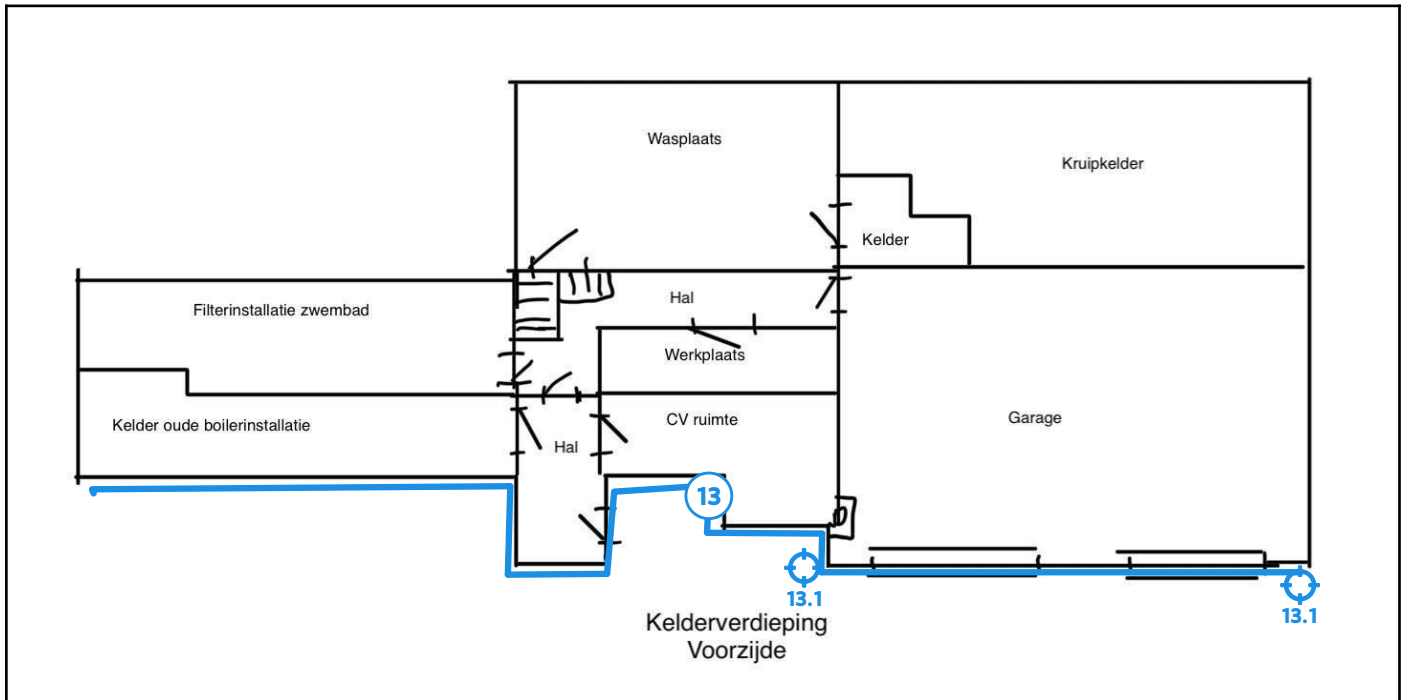 Wasplaats
Kruipkelder
Kelder
Hal
Filterinstallatie zwembad
Werkplaats
Kelder oude boilerinstallatie
CV ruimte
Garage
Hal
13
13.1
13.1
Kelderverdieping
Voorzijde